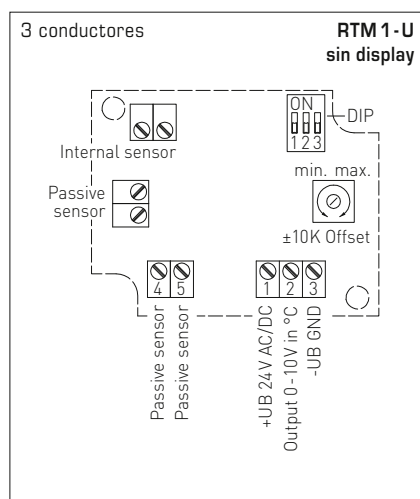 3 conductores
RTM 1 - U
sin display
ON
DIP
1 2 3
Internal sensor
min. max.
Passive
sensor
±10K Offset
4 5
1 2 3
Passive sensor
Passive sensor
+UB 24 V AC/DC
Output 0 - 10V in °C
-UB GND